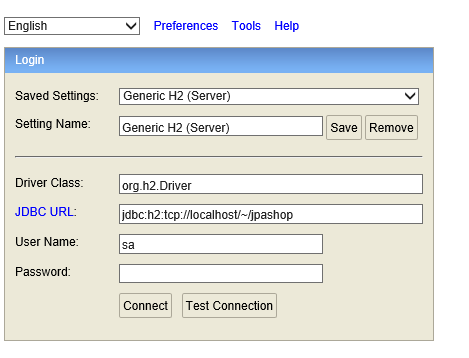 English Preferences Tools Help
Login
Saved Settings: Generic H2 (Server)
Setting Name: Generic H2 (Server) Save Remove
Driver Class: org.h2.Driver
JDBC URL: jdbc:h2:tcp://localhost/~/jpashop
User Name: sa
Password:
Connect Test Connection